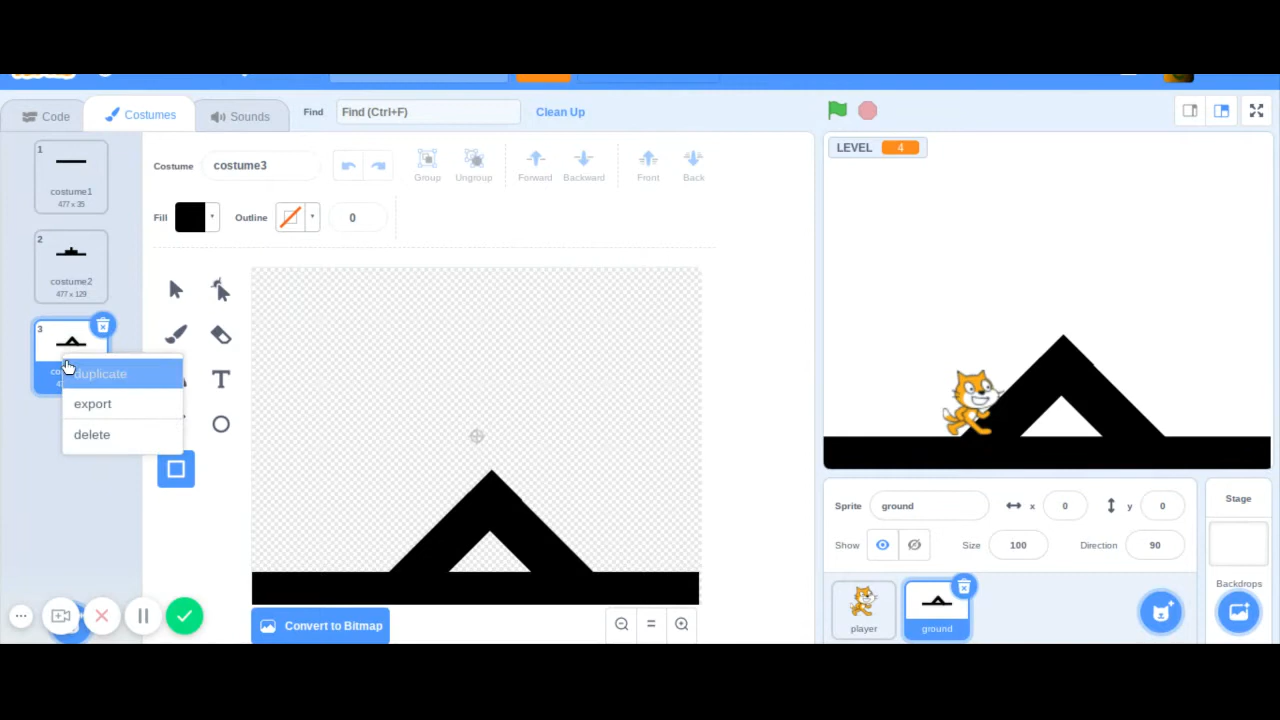 Code
Costumes
Sounds
Find
Find (Ctrl+F)
Clean Up
1
costume1
477 x 35
2
costume2
477 x 129
3
duplicate
export
delete
Costume
costume3
Group
Ungroup
Forward
Backward
Front
Back
Fill
Outline
0
T
Convert to Bitmap
LEVEL 4
Sprite
ground
x
0
y
0
Show
Size
100
Direction
90
player
ground
Stage
Backdrops